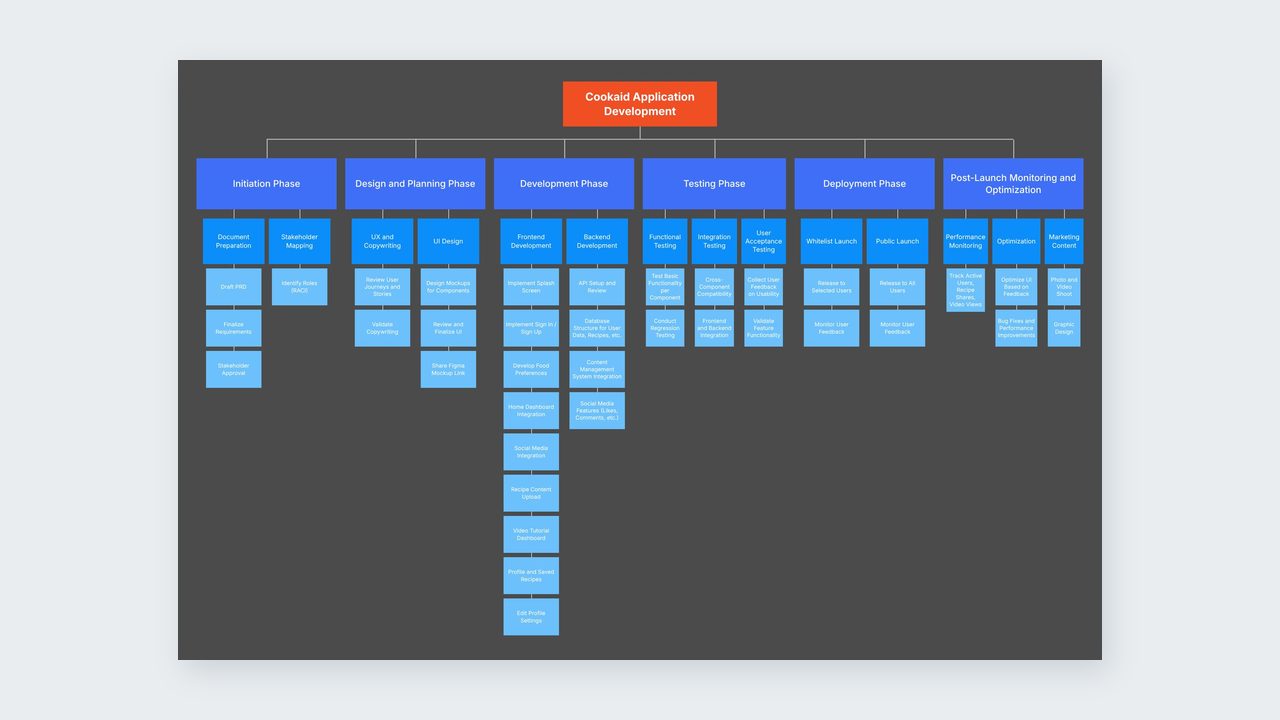 Cookaid Application
Development
Initiation Phase
Design and Planning Phase
Development Phase
Testing Phase
Deployment Phase
Post-Launch Monitoring and
Optimization
Document
Preparation
Stakeholder
Mapping
UX and
Copywriting
UI Design
Frontend
Development
Backend
Development
Functional
Testing
Integration
Testing
User
Acceptance
Testing
Whitelist Launch
Public Launch
Performance
Monitoring
Optimization
Marketing
Content
Draft PRD
Finalize
Requirements
Stakeholder
Approval
Identify Roles
(RACI)
Review User
Journeys and
Stories
Validate
Copywriting
Design Mockups
for Components
Review and
Finalize UI
Share Figma
Mockup Link
Implement Splash
Screen
Implement Sign In /
Sign Up
Develop Food
Preferences
Home Dashboard
Integration
Social Media
Integration
Recipe Content
Upload
Video Tutorial
Dashboard
Profile and Saved
Recipes
Edit Profile
Settings
API Setup and
Review
Database
Structure for User
Data, Recipes, etc.
Content
Management
System Integration
Social Media
Features (Likes,
Comments, etc.)
Test Basic
Functionality
per
Component
Conduct
Regression
Testing
Cross-
Component
Compatibility
Frontend
and Backend
Integration
Collect User
Feedback
on Usability
Validate
Feature
Functionality
Release to
Selected Users
Monitor User
Feedback
Release to All
Users
Monitor User
Feedback
Track Active
Users,
Recipe
Shares,
Video Views
Optimize UI
Based on
Feedback
Bug Fixes and
Performance
Improvements
Photo and
Video
Shoot
Graphic
Design